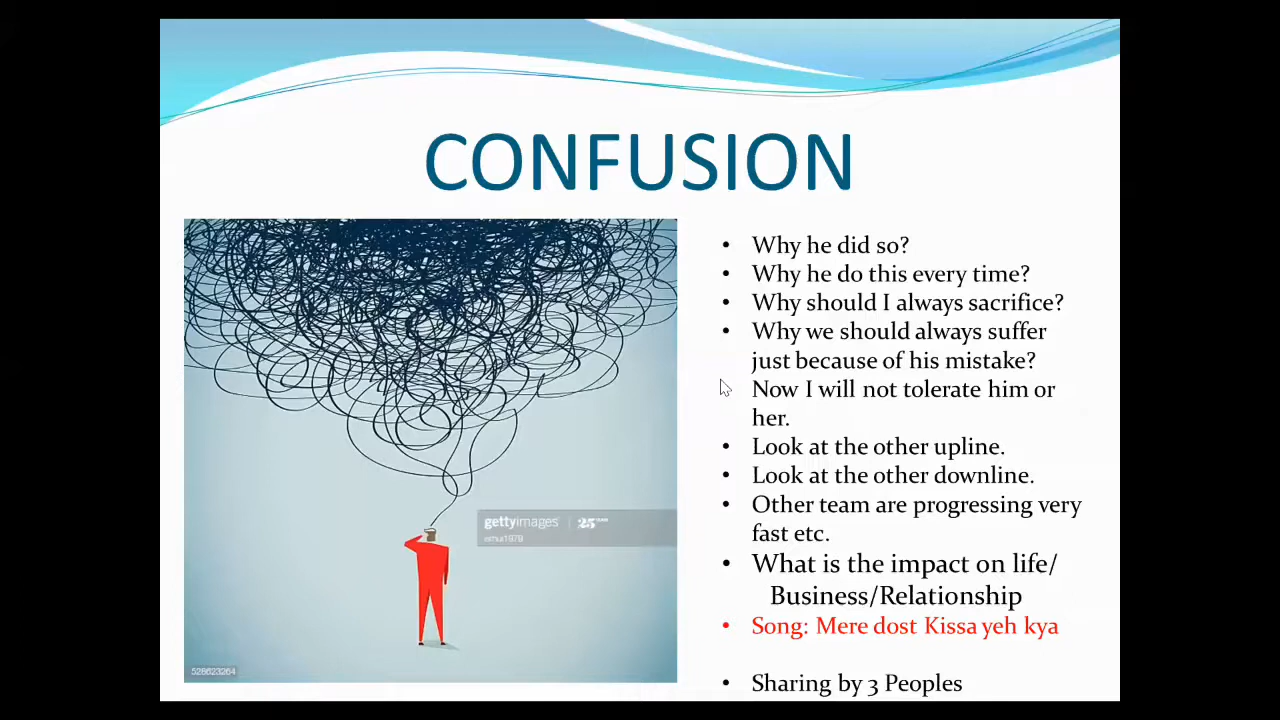 CONFUSION
• Why he did so?
• Why he do this every time?
• Why should I always sacrifice?
• Why we should always suffer
just because of his mistake?
• Now I will not tolerate him or
her.
• Look at the other upline.
• Look at the other downline.
• Other team are progressing very
fast etc.
• What is the impact on life/
Business/Relationship
• Song: Mere dost Kissa yeh kya
• Sharing by 3 Peoples
gettyimages | 25
528623264